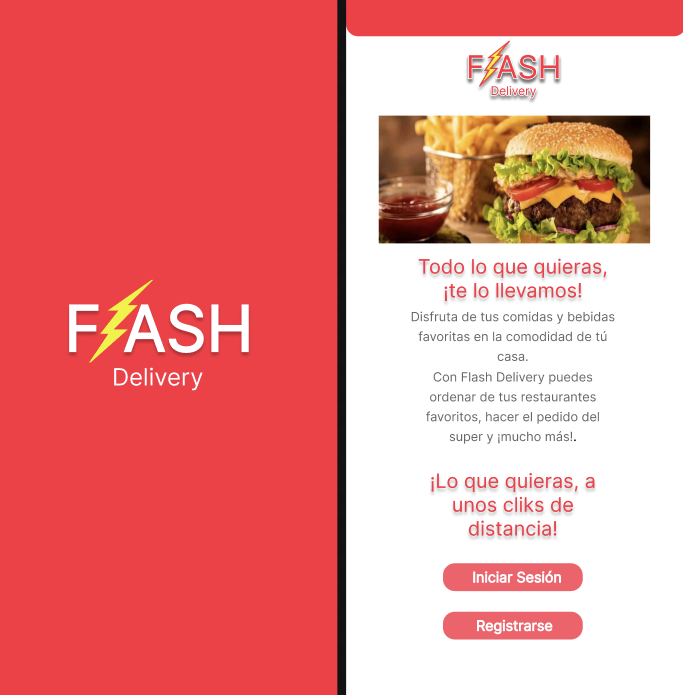 FLASH
Delivery
FLASH
Delivery
Todo lo que quieras,
¡te lo llevamos!
Disfruta de tus comidas y bebidas
favoritas en la comodidad de tú
casa.
Con Flash Delivery puedes
ordenar de tus restaurantes
favoritos, hacer el pedido del
super y ¡mucho más!.
¡Lo que quieras, a
unos cliks de
distancia!
Iniciar Sesión
Registrarse